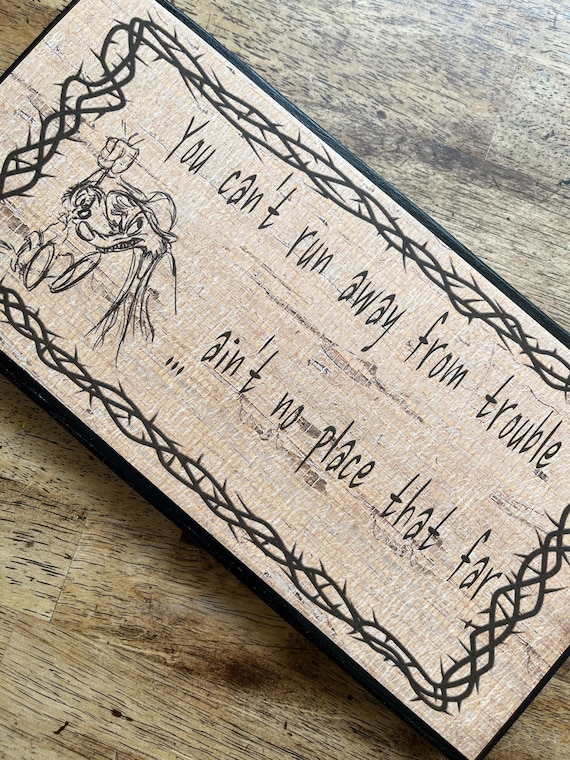 You can't run away from trouble
... ain't no place that far